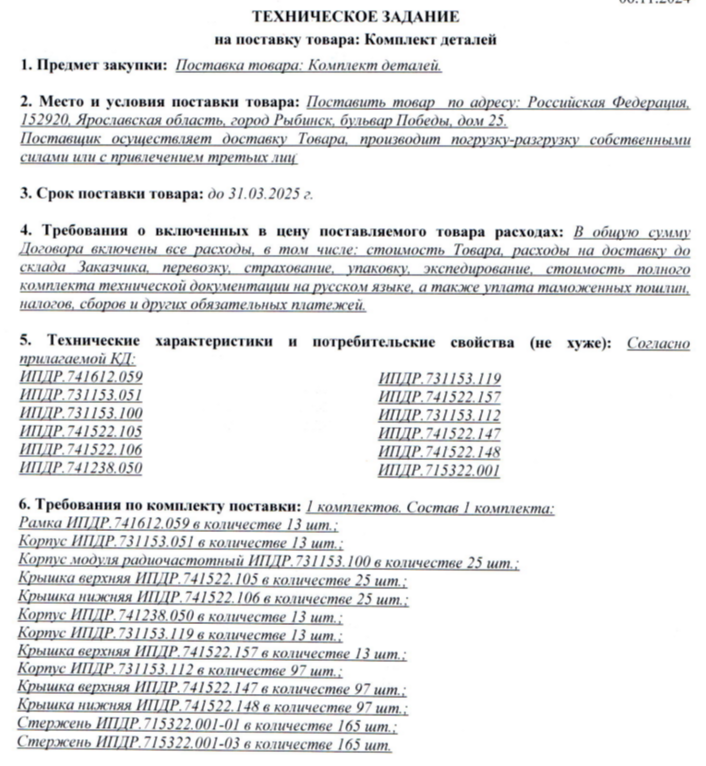 ТЕХНИЧЕСКОЕ ЗАДАНИЕ
на поставку товара: Комплект деталей
1. Предмет закупки: Поставка товара: Комплект деталей.
2. Место и условия поставки товара: Поставить товар по адресу: Российская Федерация,
152920, Ярославская область, город Рыбинск, бульвар Победы, дом 25.
Поставщик осуществляет доставку Товара, производит погрузку-разгрузку собственными
силами или с привлечением третьих лиц
3. Срок поставки товара: до 31.03.2025 г.
4. Требования о включенных в цену поставляемого товара расходах: В общую сумму
Договора включены все расходы, в том числе: стоимость Товара, расходы на доставку до
склада Заказчика, перевозку, страхование, упаковку, экспедирование, стоимость полного
комплекта технической документации на русском языке, а также уплата таможенных пошлин,
налогов, сборов и других обязательных платежей.
5. Технические характеристики и потребительские свойства (не хуже): Согласно
прилагаемой КД:
ИПДР.741612.059
ИПДР.731153.051
ИПДР.731153.100
ИПДР.741522.105
ИПДР.741522.106
ИПДР.741238.050
ИПДР.731153.119
ИПДР.741522.157
ИПДР.731153.112
ИПДР.741522.147
ИПДР.741522.148
ИПДР.715322.001
6. Требования по комплекту поставки: 1 комплектов. Состав 1 комплекта:
Рамка ИПДР.741612.059 в количестве 13 шт.;
Корпус ИПДР.731153.051 в количестве 13 шт.;
Корпус модуля радиочастотный ИПДР.731153.100 в количестве 25 шт.;
Крышка верхняя ИПДР.741522.105 в количестве 25 шт.;
Крышка нижняя ИПДР.741522.106 в количестве 25 шт.;
Корпус ИПДР.741238.050 в количестве 13 шт.;
Корпус ИПДР.731153.119 в количестве 13 шт.;
Крышка верхняя ИПДР.741522.157 в количестве 13 шт.;
Корпус ИПДР.731153.112 в количестве 97 шт.;
Крышка верхняя ИПДР.741522.147 в количестве 97 шт.;
Крышка нижняя ИПДР.741522.148 в количестве 97 шт.;
Стержень ИПДР.715322.001-01 в количестве 165 шт.;
Стержень ИПДР.715322.001-03 в количестве 165 шт.